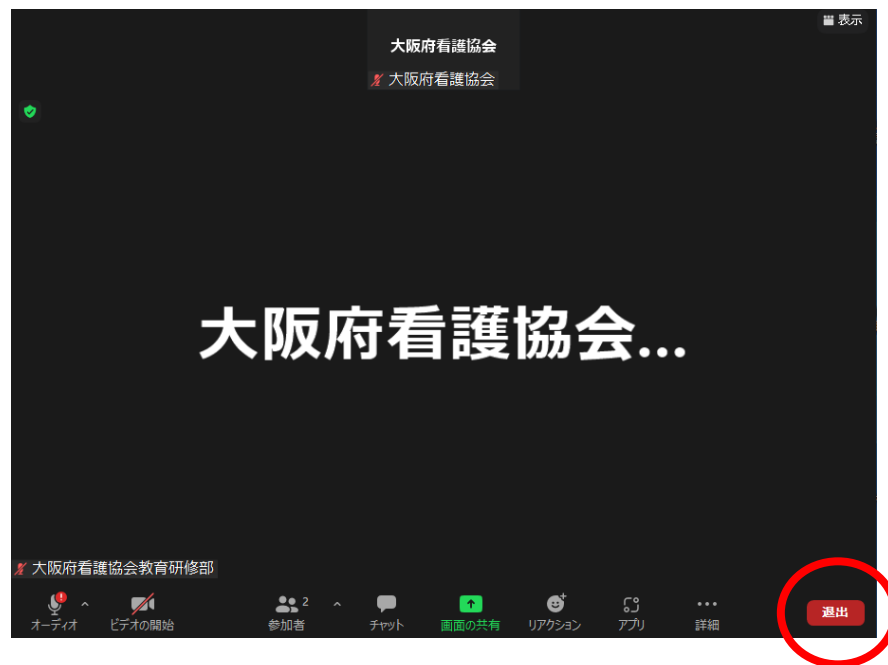 表示
大阪府看護協会
大阪府看護協会
大阪府看護協会...
大阪府看護協会教育研修部
オーディオ
ビデオの開始
2
参加者
チャット
画面の共有
リアクション
アプリ
詳細
退出